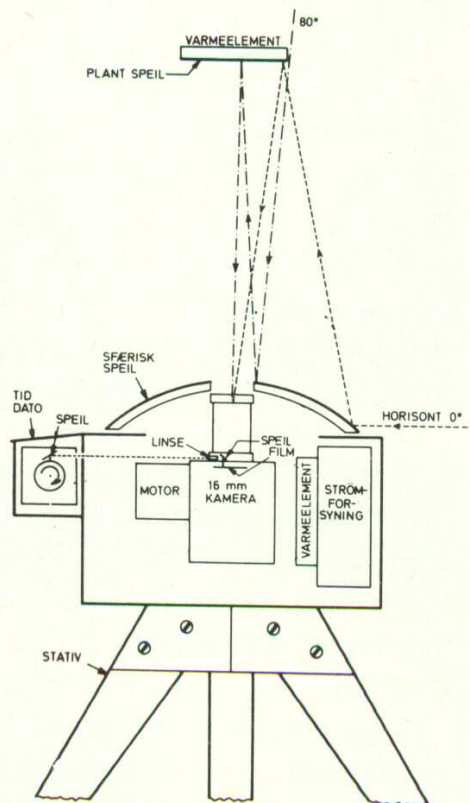 80°
VARMEELEMENT
PLANT SPEIL
SFÆRISK
SPEIL
TID
DATO
SPEIL
HORISONT 0°
LINSE
SPEIL
FILM
MOTOR
16 mm
KAMERA
VARMEELEMENT
STRÖM-
FOR-
SYNING
STATIV